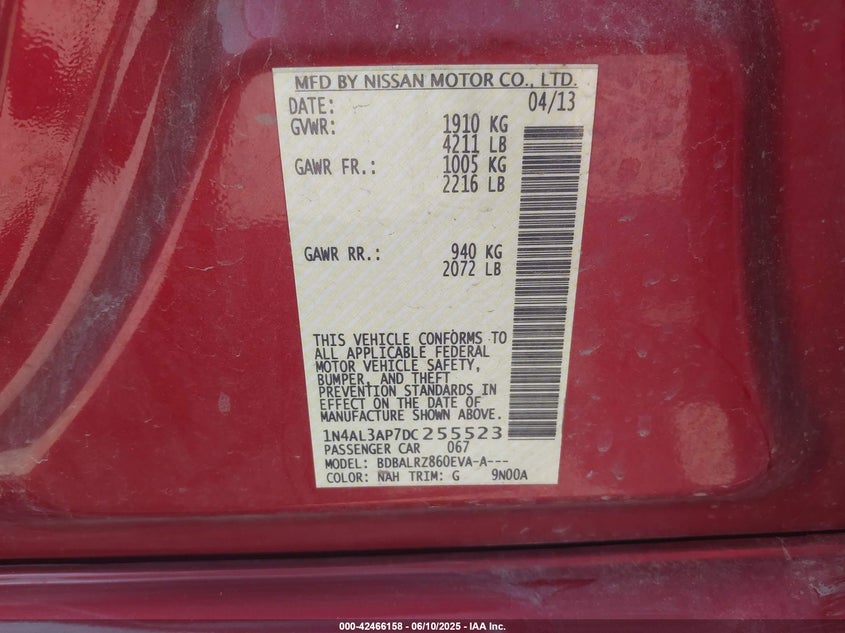 MFD BY NISSAN MOTOR CO., LTD.
DATE: 04/13
GVWR: 1910 KG
4211 LB
GAWR FR.: 1005 KG
2216 LB
GAWR RR.: 940 KG
2072 LB
THIS VEHICLE CONFORMS TO
ALL APPLICABLE FEDERAL
MOTOR VEHICLE SAFETY,
BUMPER, AND THEFT
PREVENTION STANDARDS IN
EFFECT ON THE DATE OF
MANUFACTURE SHOWN ABOVE.
1N4AL3AP7DC255523
PASSENGER CAR 067
MODEL: BDBALRZ860EVA-A---
COLOR: NAH TRIM: G 9N00A
000-42466158 - 06/10/2025 - IAA Inc.